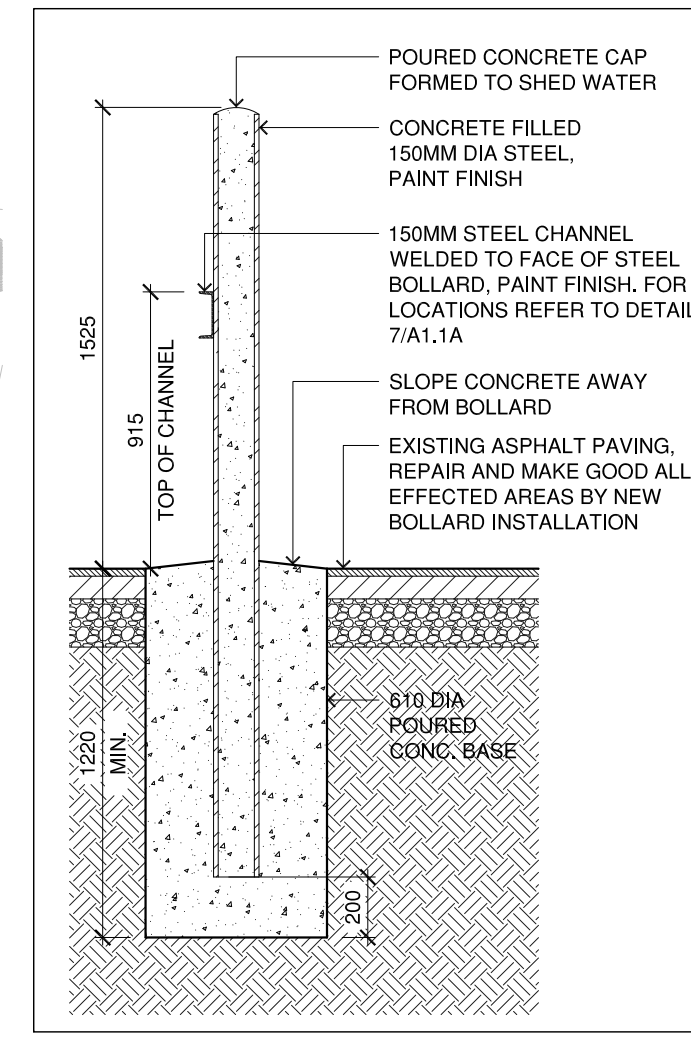 POURED CONCRETE CAP
FORMED TO SHED WATER
CONCRETE FILLED
150MM DIA STEEL,
PAINT FINISH
150MM STEEL CHANNEL
WELDED TO FACE OF STEEL
BOLLARD, PAINT FINISH. FOR
LOCATIONS REFER TO DETAIL
7/A1.1A
SLOPE CONCRETE AWAY
FROM BOLLARD
EXISTING ASPHALT PAVING,
REPAIR AND MAKE GOOD ALL
EFFECTED AREAS BY NEW
BOLLARD INSTALLATION
610 DIA
POURED
CONC. BASE
1525
915
TOP OF CHANNEL
1220
MIN.
200